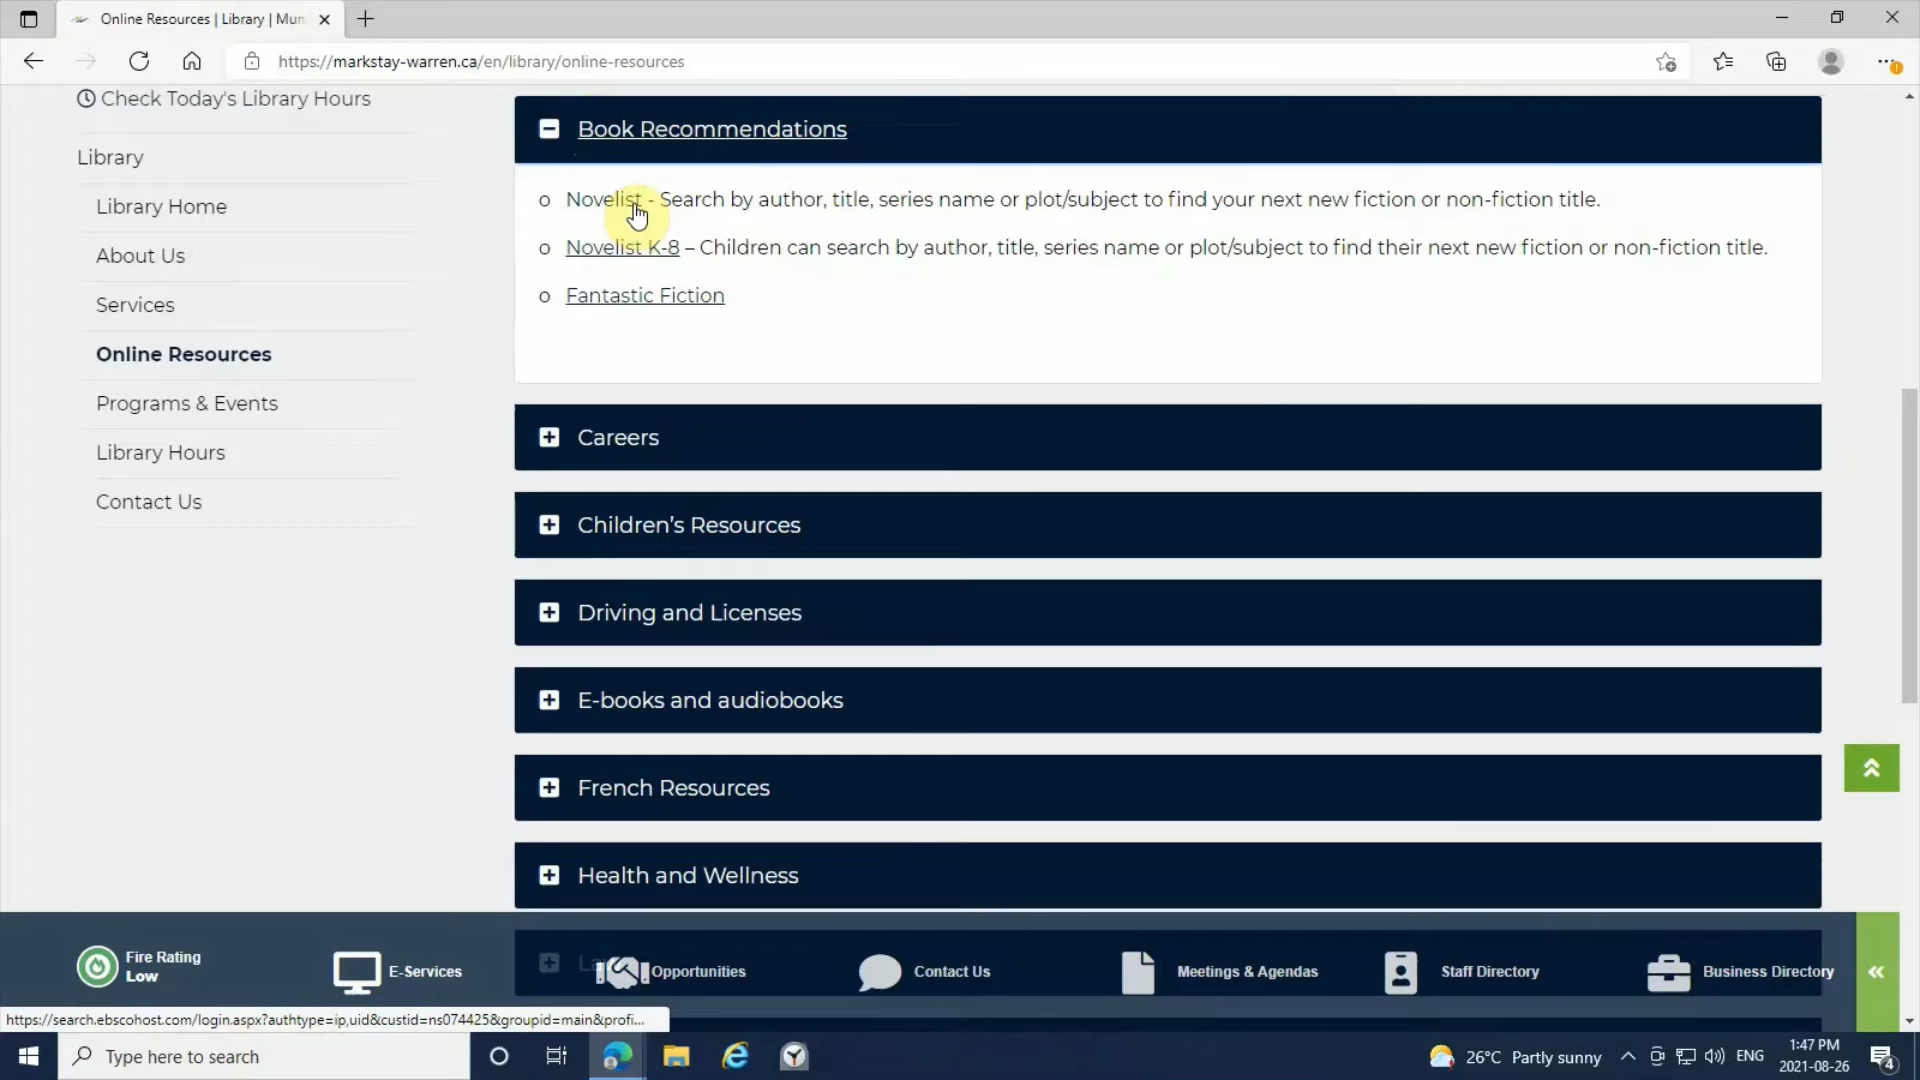 Online Resources | Library | Mun
https://markstay-warren.ca/en/library/online-resources
Check Today's Library Hours
Library
Library Home
About Us
Services
Online Resources
Programs & Events
Library Hours
Contact Us
Book Recommendations
o Novelist - Search by author, title, series name or plot/subject to find your next new fiction or non-fiction title.
o Novelist K-8 – Children can search by author, title, series name or plot/subject to find their next new fiction or non-fiction title.
o Fantastic Fiction
Careers
Children's Resources
Driving and Licenses
E-books and audiobooks
French Resources
Health and Wellness
Fire Rating
Low
E-Services
Opportunities
Contact Us
Meetings & Agendas
Staff Directory
Business Directory
https://search.ebscohost.com/login.aspx?authtype=ip,uid&custid=ns074425&groupid=main&profi...
Type here to search
26°C Partly sunny
ENG
1:47 PM
2021-08-26
4